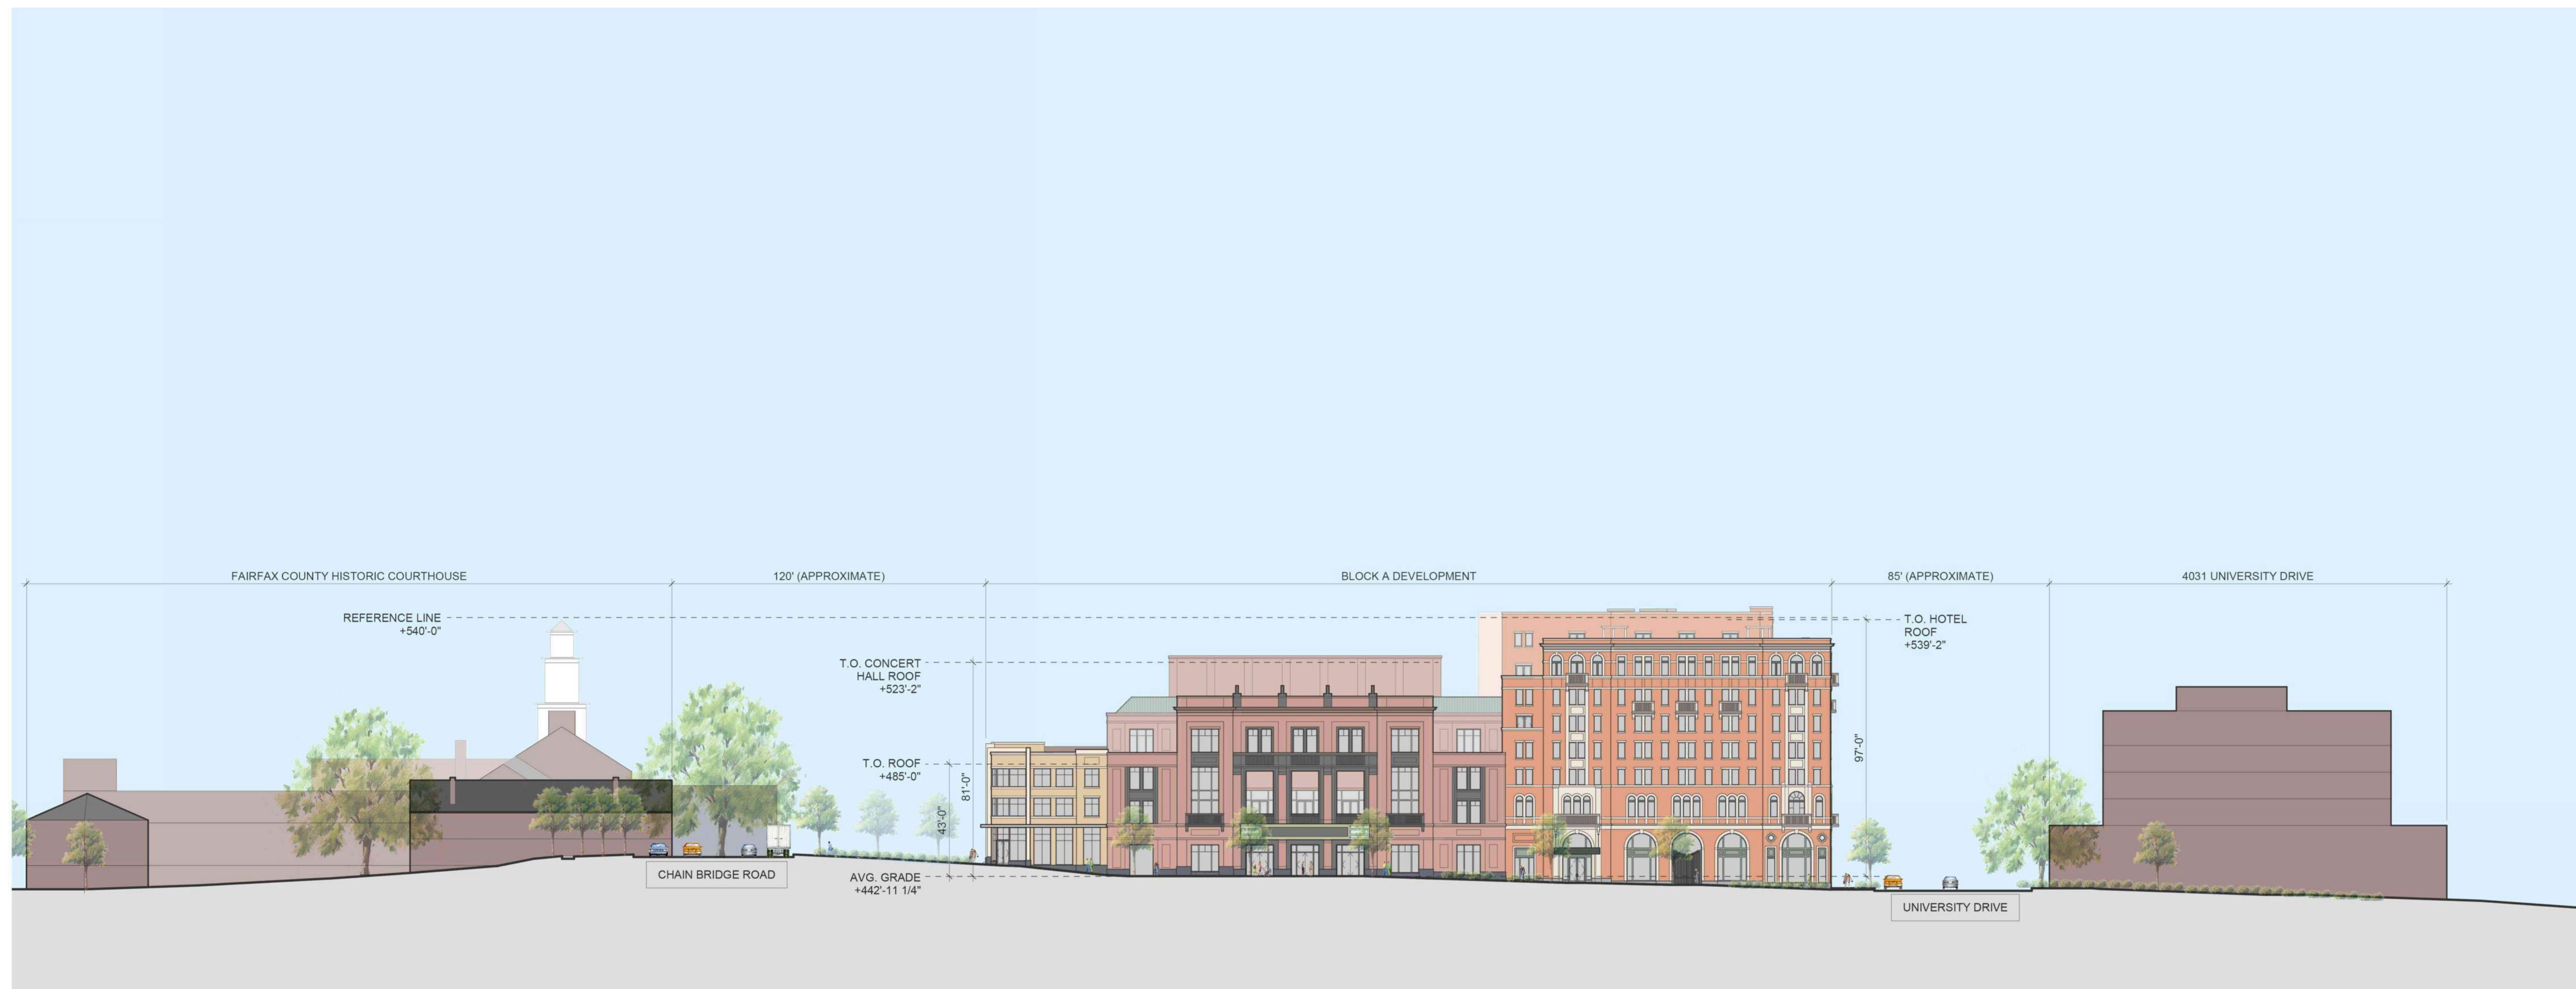 FAIRFAX COUNTY HISTORIC COURTHOUSE
120' (APPROXIMATE)
BLOCK A DEVELOPMENT
85' (APPROXIMATE)
4031 UNIVERSITY DRIVE
REFERENCE LINE
+540'-0"
T.O. HOTEL
ROOF
+539'-2"
T.O. CONCERT
HALL ROOF
+523'-2"
T.O. ROOF
+485'-0"
81'-0"
43'-0"
97'-0"
AVG. GRADE
+442'-11 1/4"
CHAIN BRIDGE ROAD
UNIVERSITY DRIVE